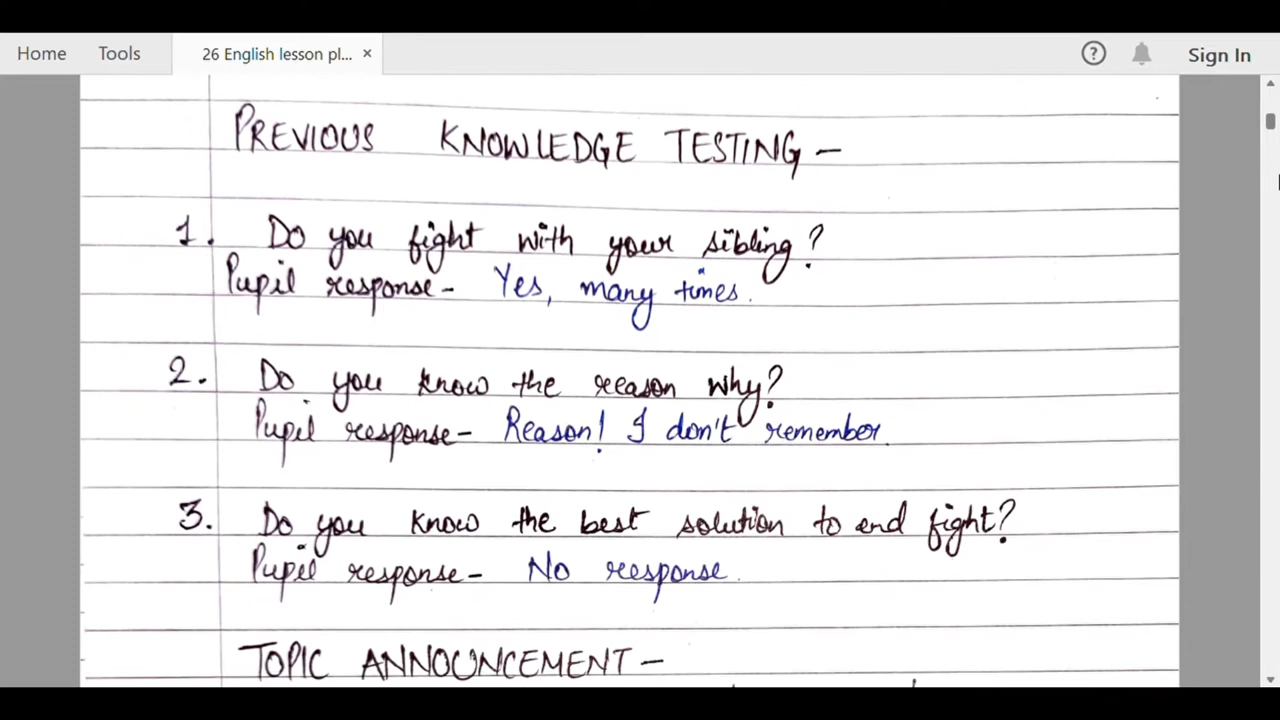 Home Tools 26 English lesson pl... × ? Sign In
PREVIOUS KNOWLEDGE TESTING -
1. Do you fight with your sibling?
Pupil response - Yes, many times.
2. Do you know the reason why?
Pupil response - Reason! I don't remember.
3. Do you know the best solution to end fight?
Pupil response - No response.
TOPIC ANNOUNCEMENT -